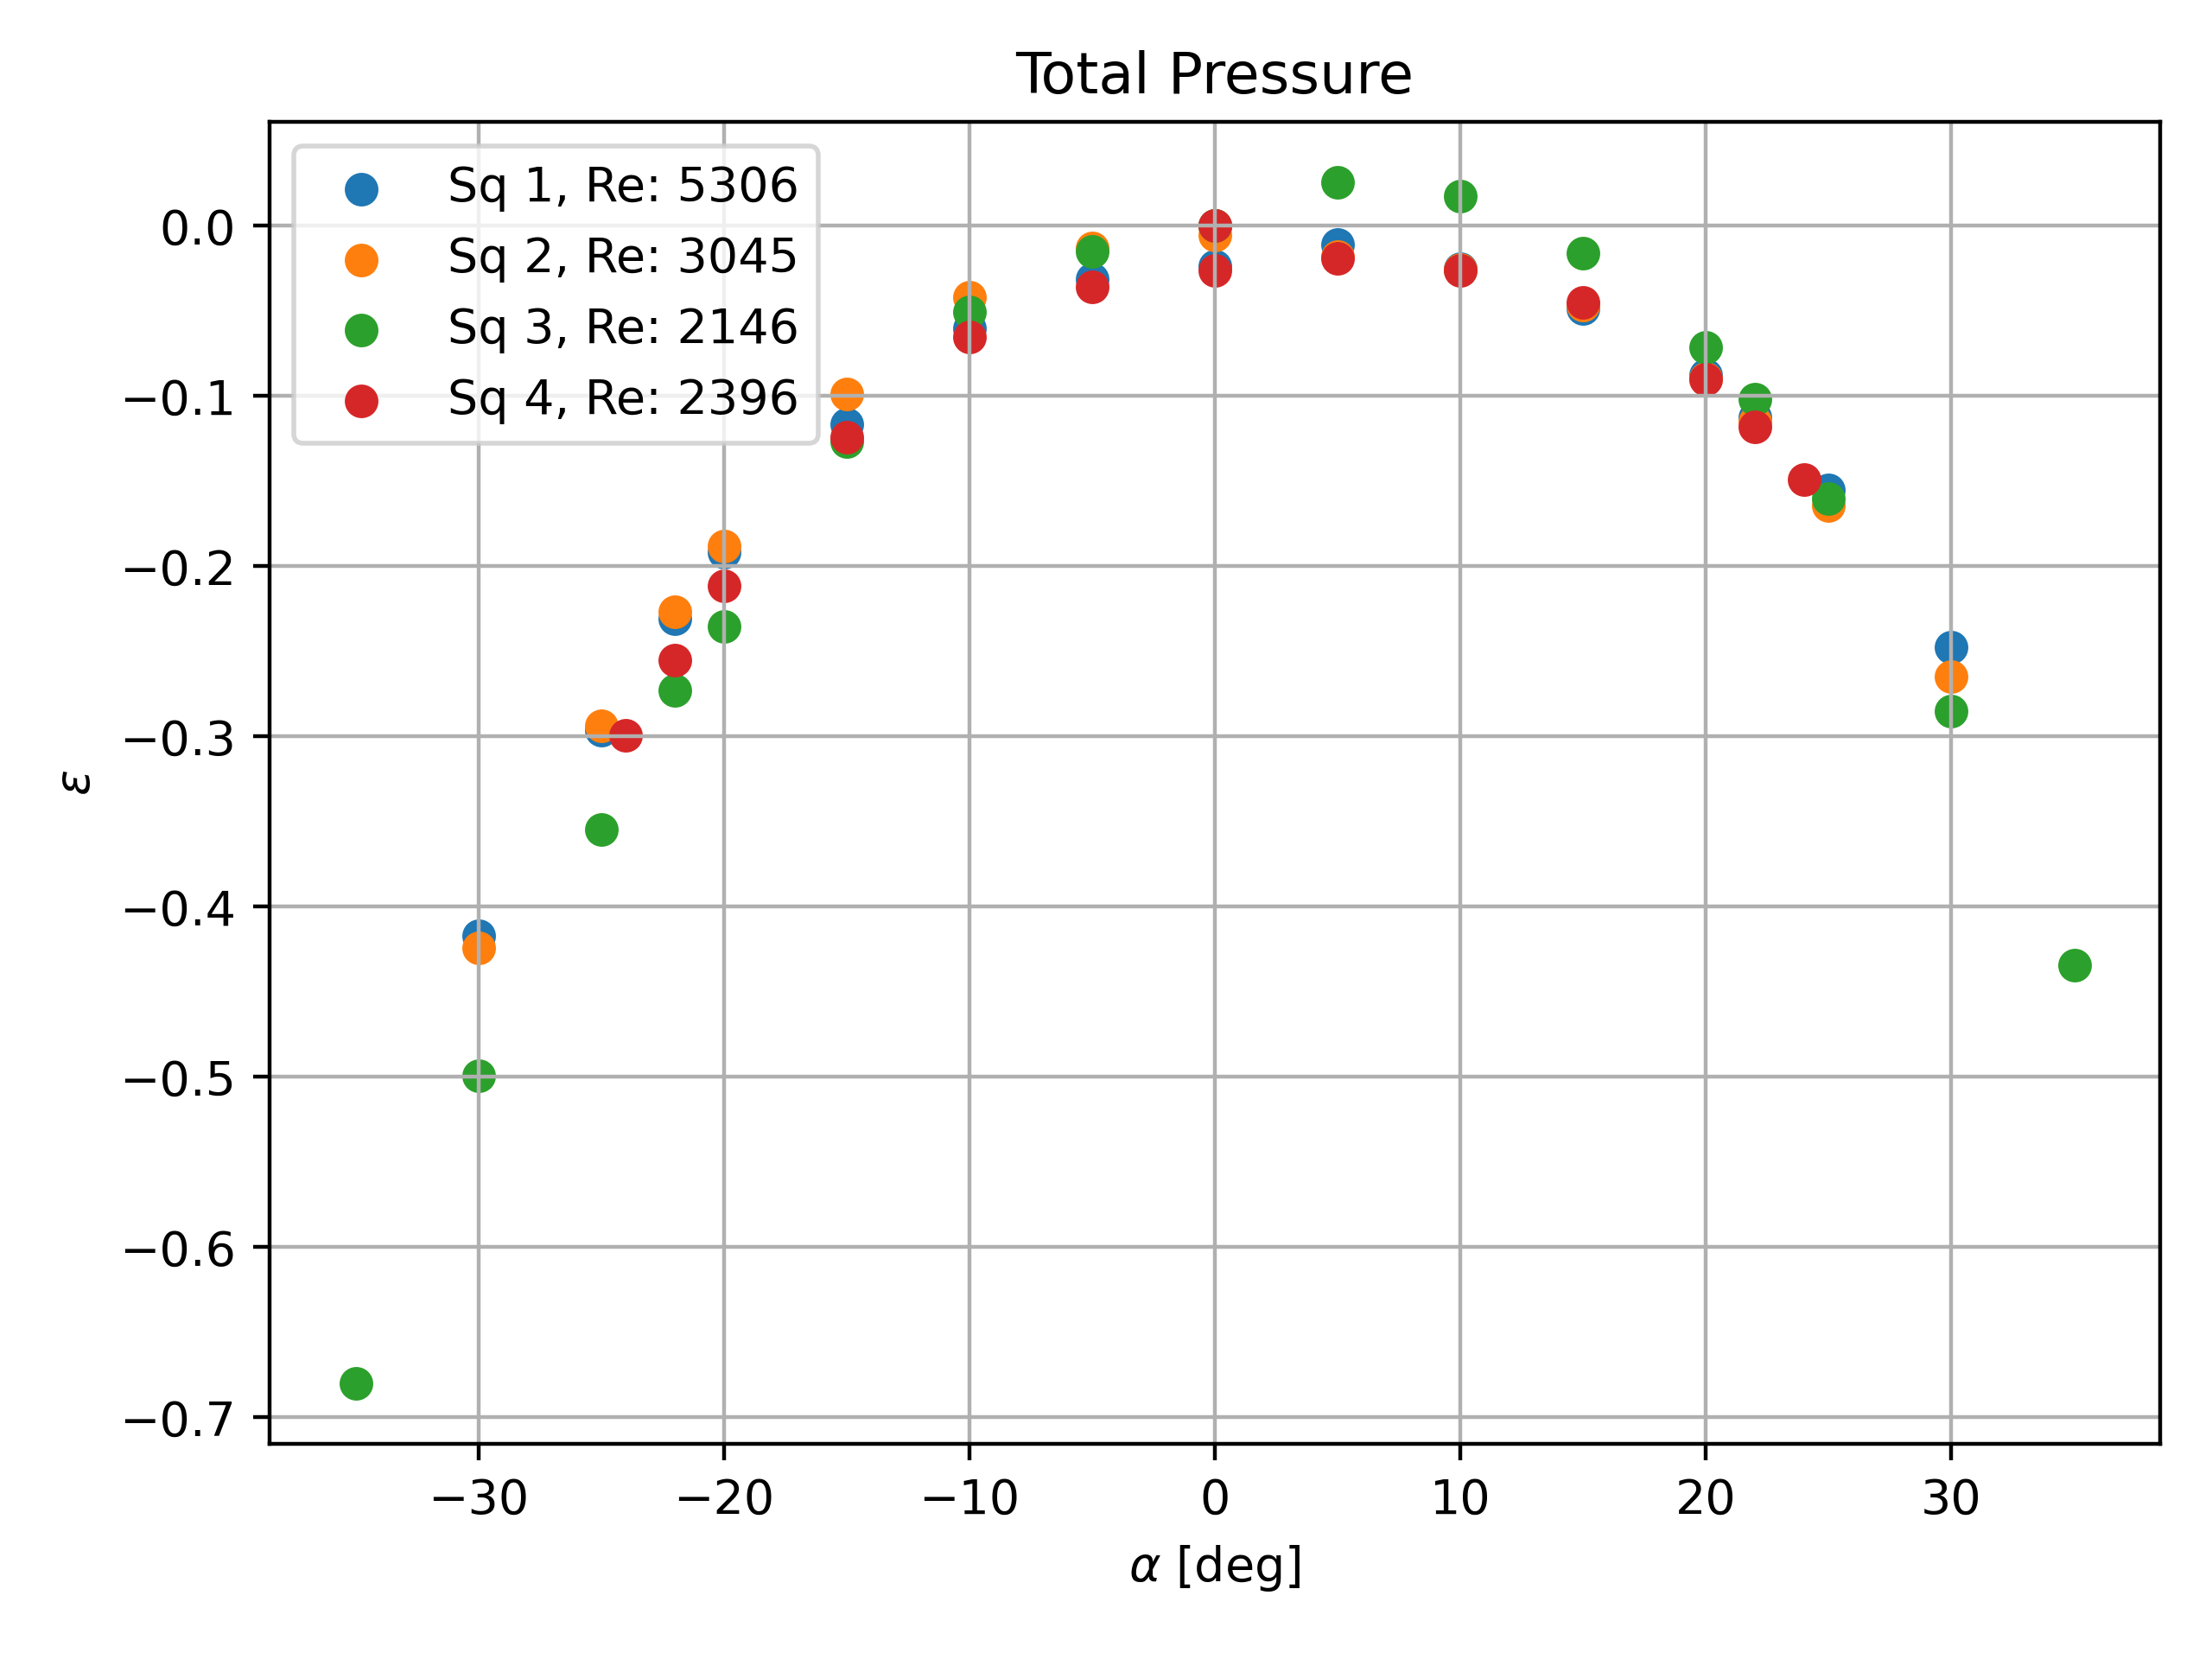 Total Pressure
Sq 1, Re: 5306
Sq 2, Re: 3045
Sq 3, Re: 2146
Sq 4, Re: 2396
0.0
−0.1
−0.2
−0.3
−0.4
−0.5
−0.6
−0.7
ε
−30 −20 −10 0 10 20 30
α [deg]